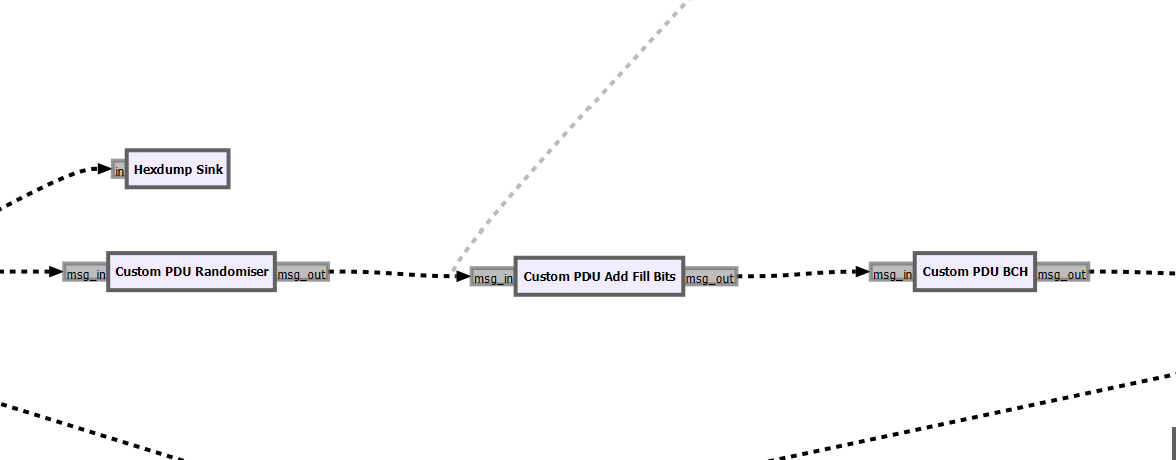 in
Hexdump Sink
msg_in
Custom PDU Randomiser
msg_out
msg_in
Custom PDU Add Fill Bits
msg_out
msg_in
Custom PDU BCH
msg_out